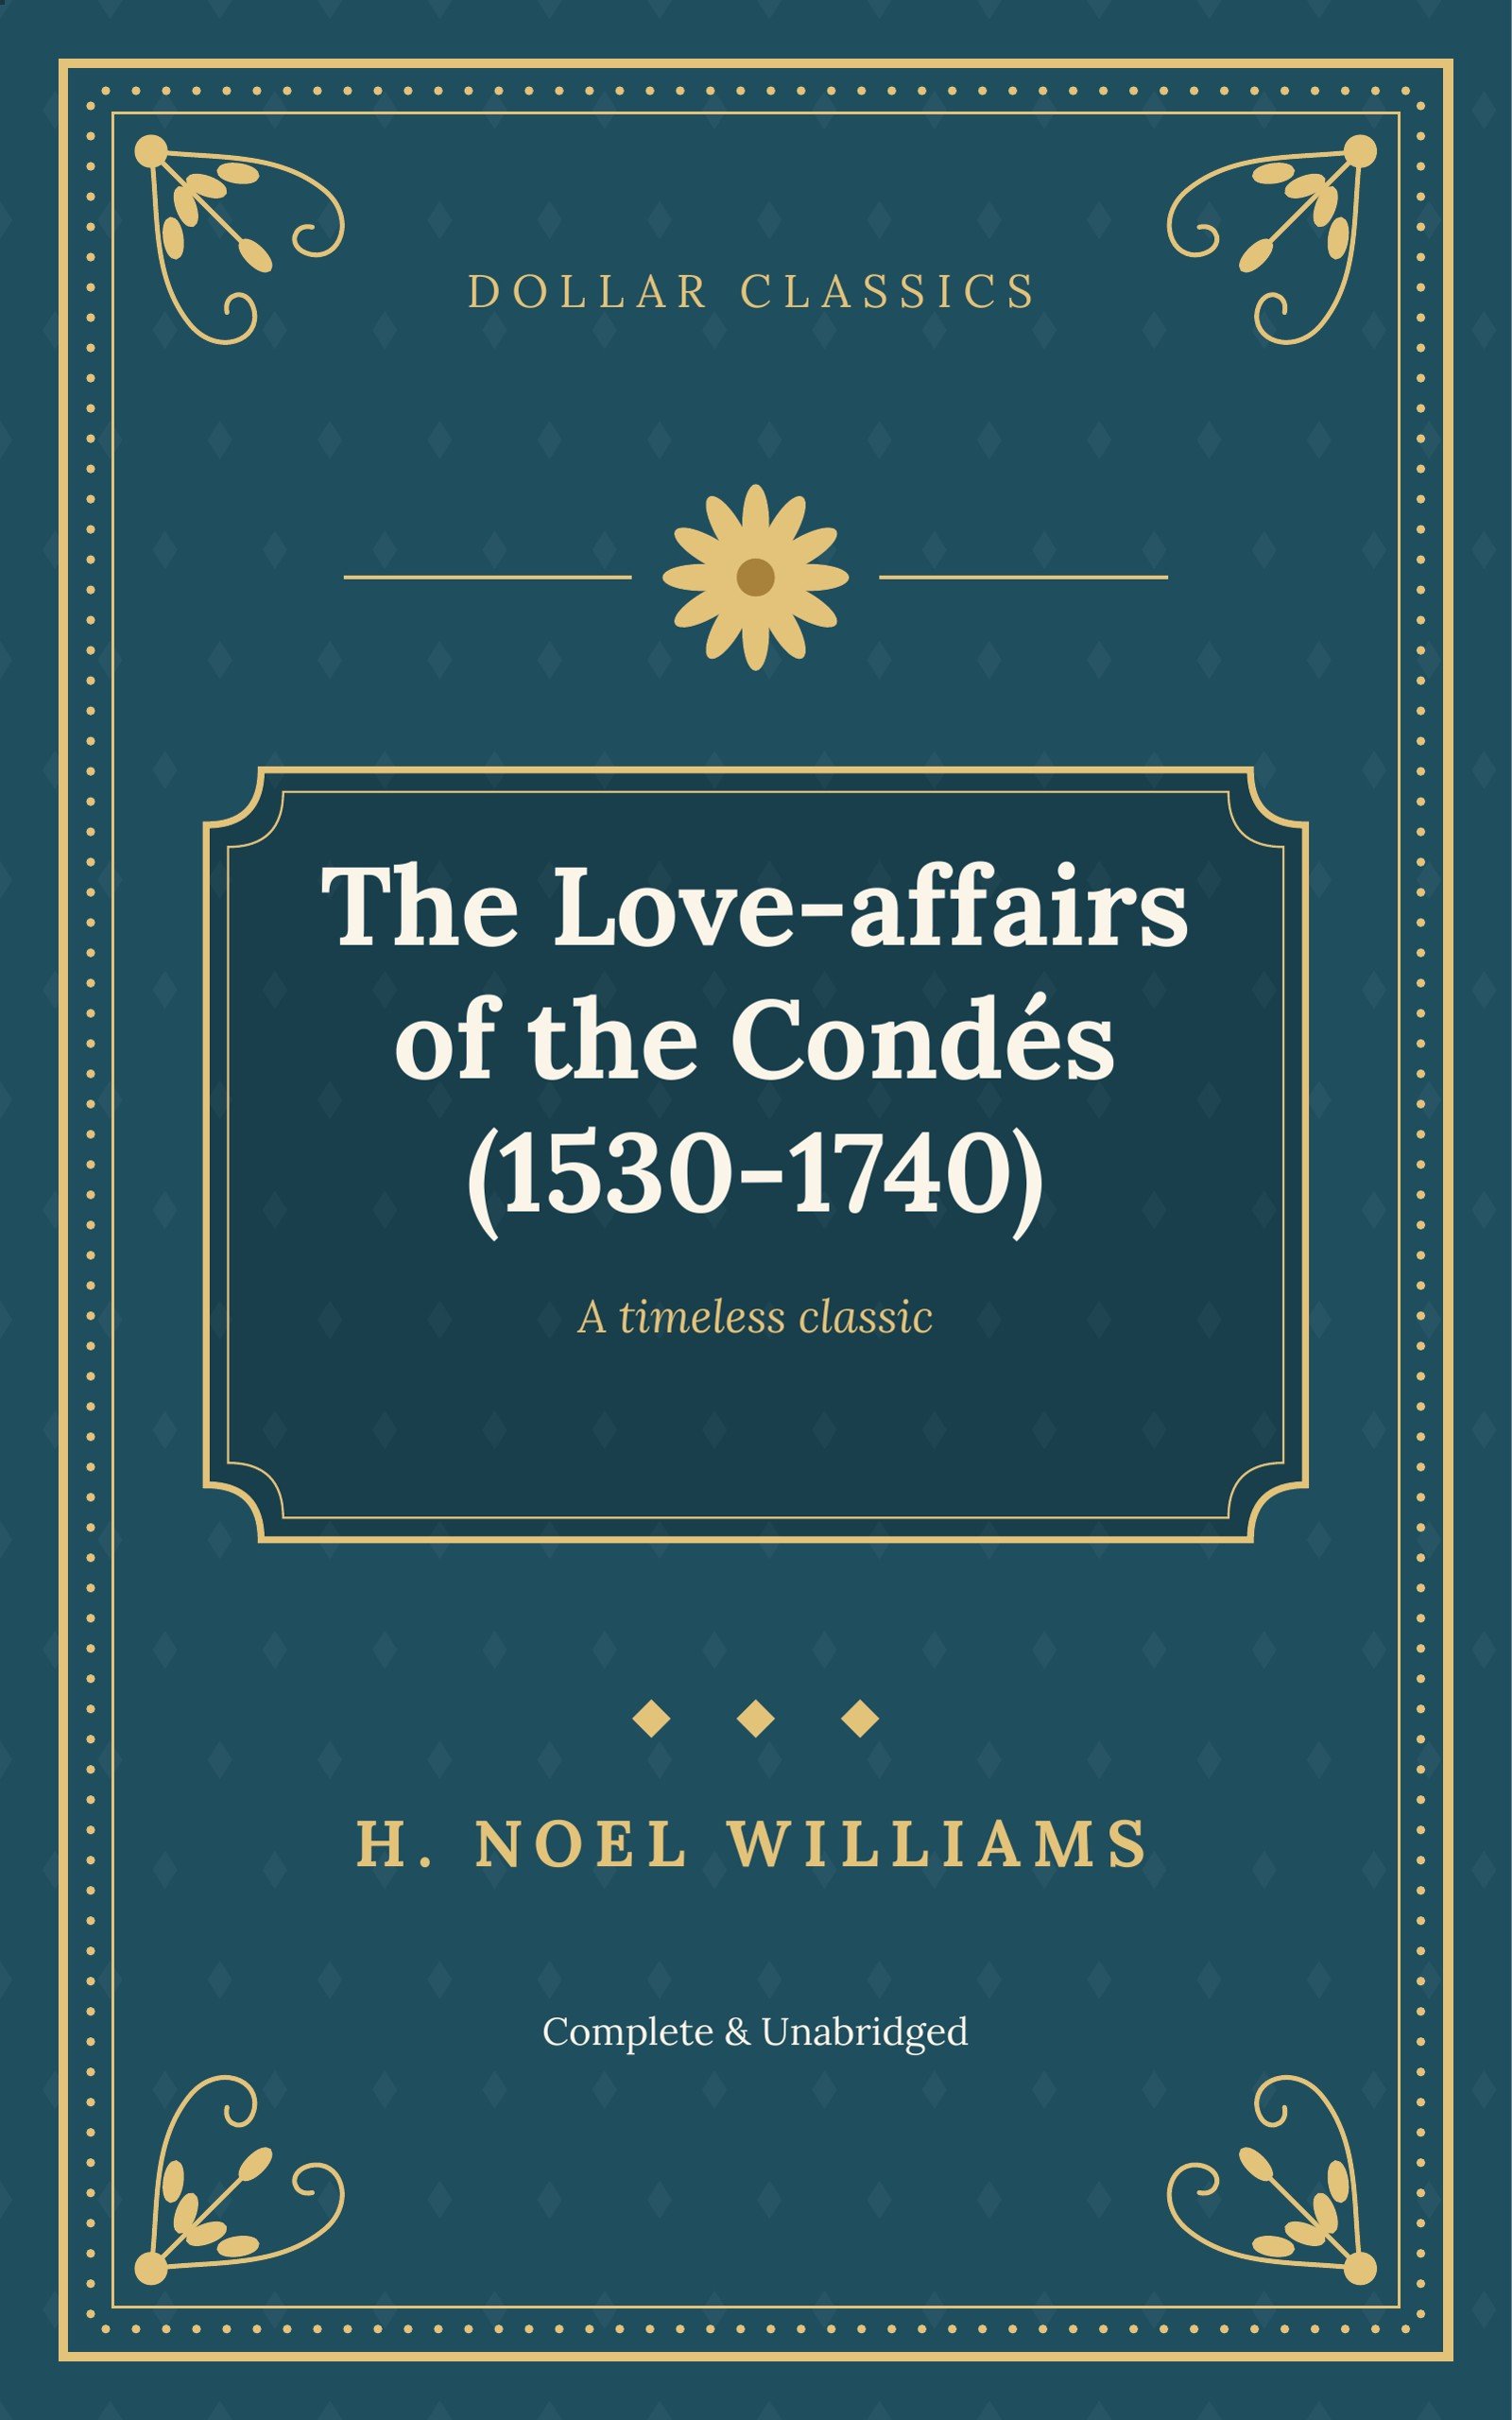 DOLLAR CLASSICS
The Love-affairs
of the Condés
(1530-1740)
A timeless classic
H. NOEL WILLIAMS
Complete & Unabridged